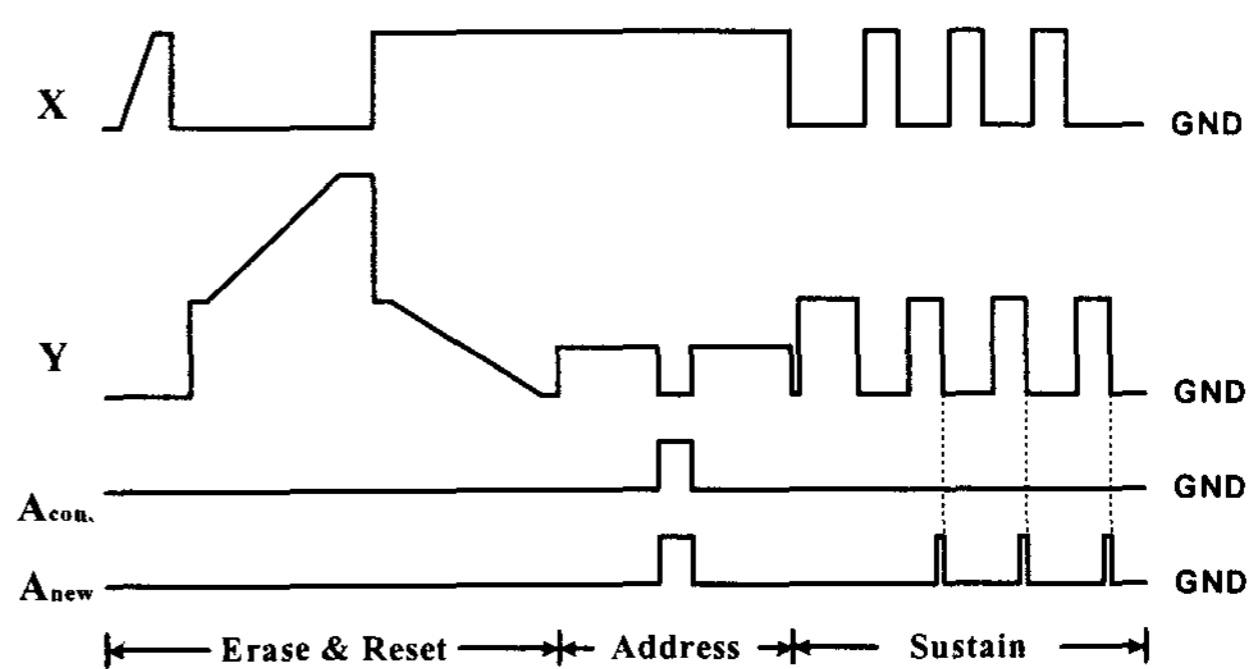 X GND
Y GND
Acon. GND
Anew GND
Erase & Reset Address Sustain